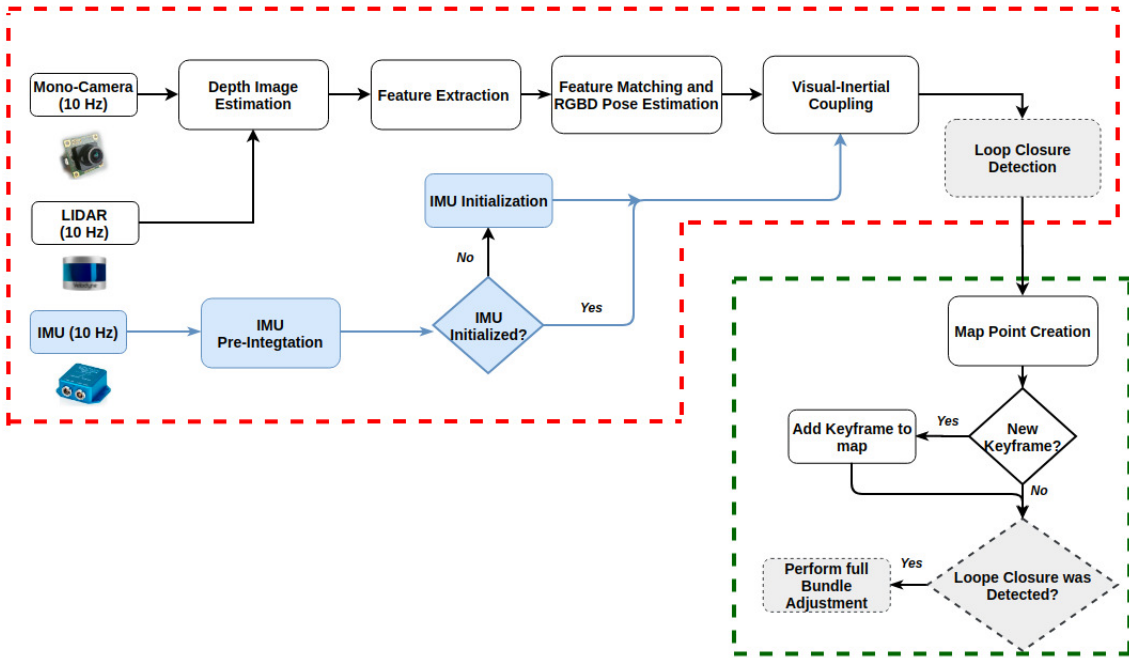 Mono-Camera
(10 Hz)
Depth Image
Estimation
Feature Extraction
Feature Matching and
RGBD Pose Estimation
Visual-Inertial
Coupling
Loop Closure
Detection
LIDAR
(10 Hz)
IMU Initialization
No
Yes
IMU (10 Hz)
IMU
Pre-Integtation
IMU
Initialized?
Map Point Creation
Add Keyframe to
map
Yes
New
Keyframe?
No
Perform full
Bundle
Adjustment
Yes
Loope Closure was
Detected?